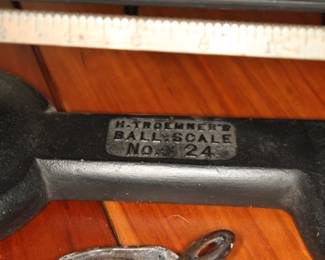 H. TROEMNER'S
BALL SCALE
No. 24